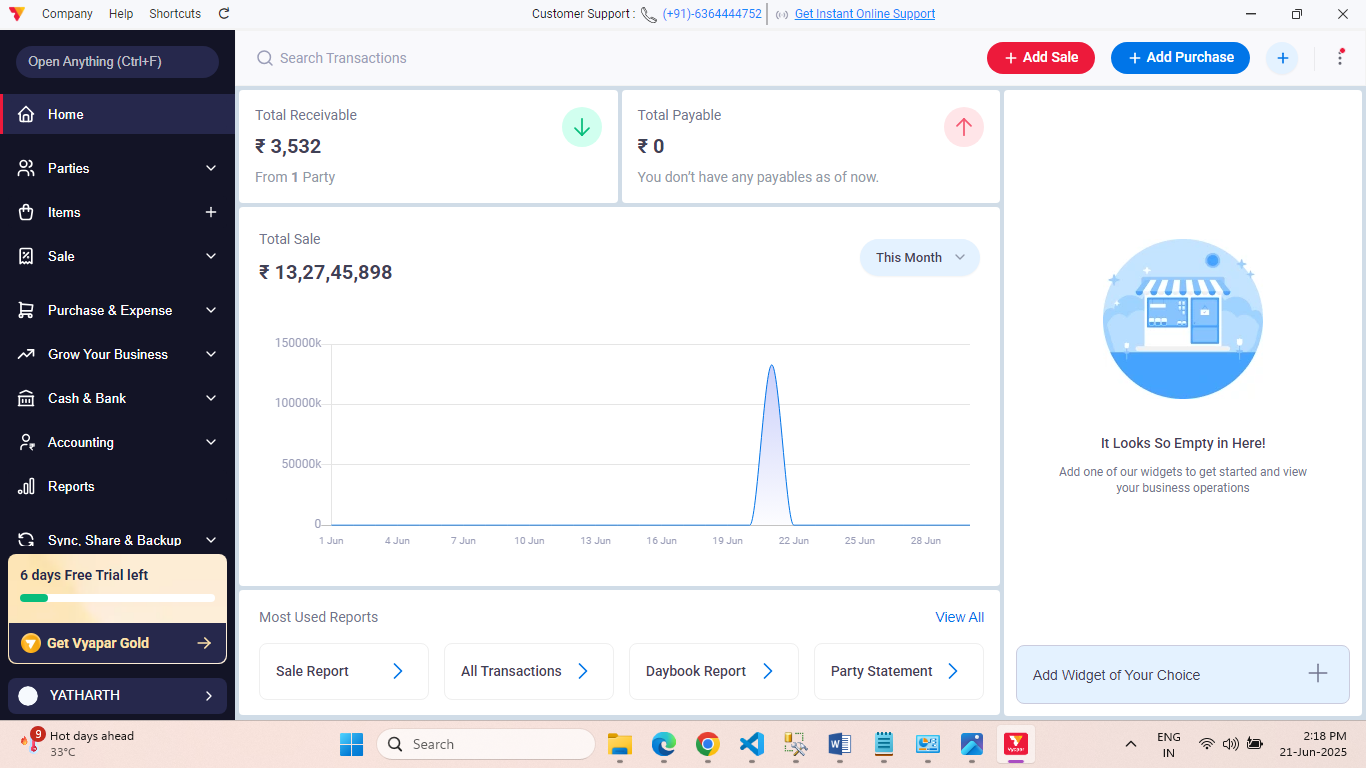 Company Help Shortcuts
Customer Support : (+91)-6364444752 Get Instant Online Support
Open Anything (Ctrl+F)
Home
Parties
Items
Sale
Purchase & Expense
Grow Your Business
Cash & Bank
Accounting
Reports
Sync, Share & Backup
6 days Free Trial left
Get Vyapar Gold
YATHARTH
Search Transactions
Add Sale
Add Purchase
Total Receivable
₹ 3,532
From 1 Party
Total Payable
₹ 0
You don't have any payables as of now.
Total Sale
₹ 13,27,45,898
This Month
150000k
100000k
50000k
0
1 Jun 4 Jun 7 Jun 10 Jun 13 Jun 16 Jun 19 Jun 22 Jun 25 Jun 28 Jun
Most Used Reports
View All
Sale Report
All Transactions
Daybook Report
Party Statement
It Looks So Empty in Here!
Add one of our widgets to get started and view
your business operations
Add Widget of Your Choice
9
Hot days ahead
33°C
Search
Vyapar
ENG
IN
2:18 PM
21-Jun-2025